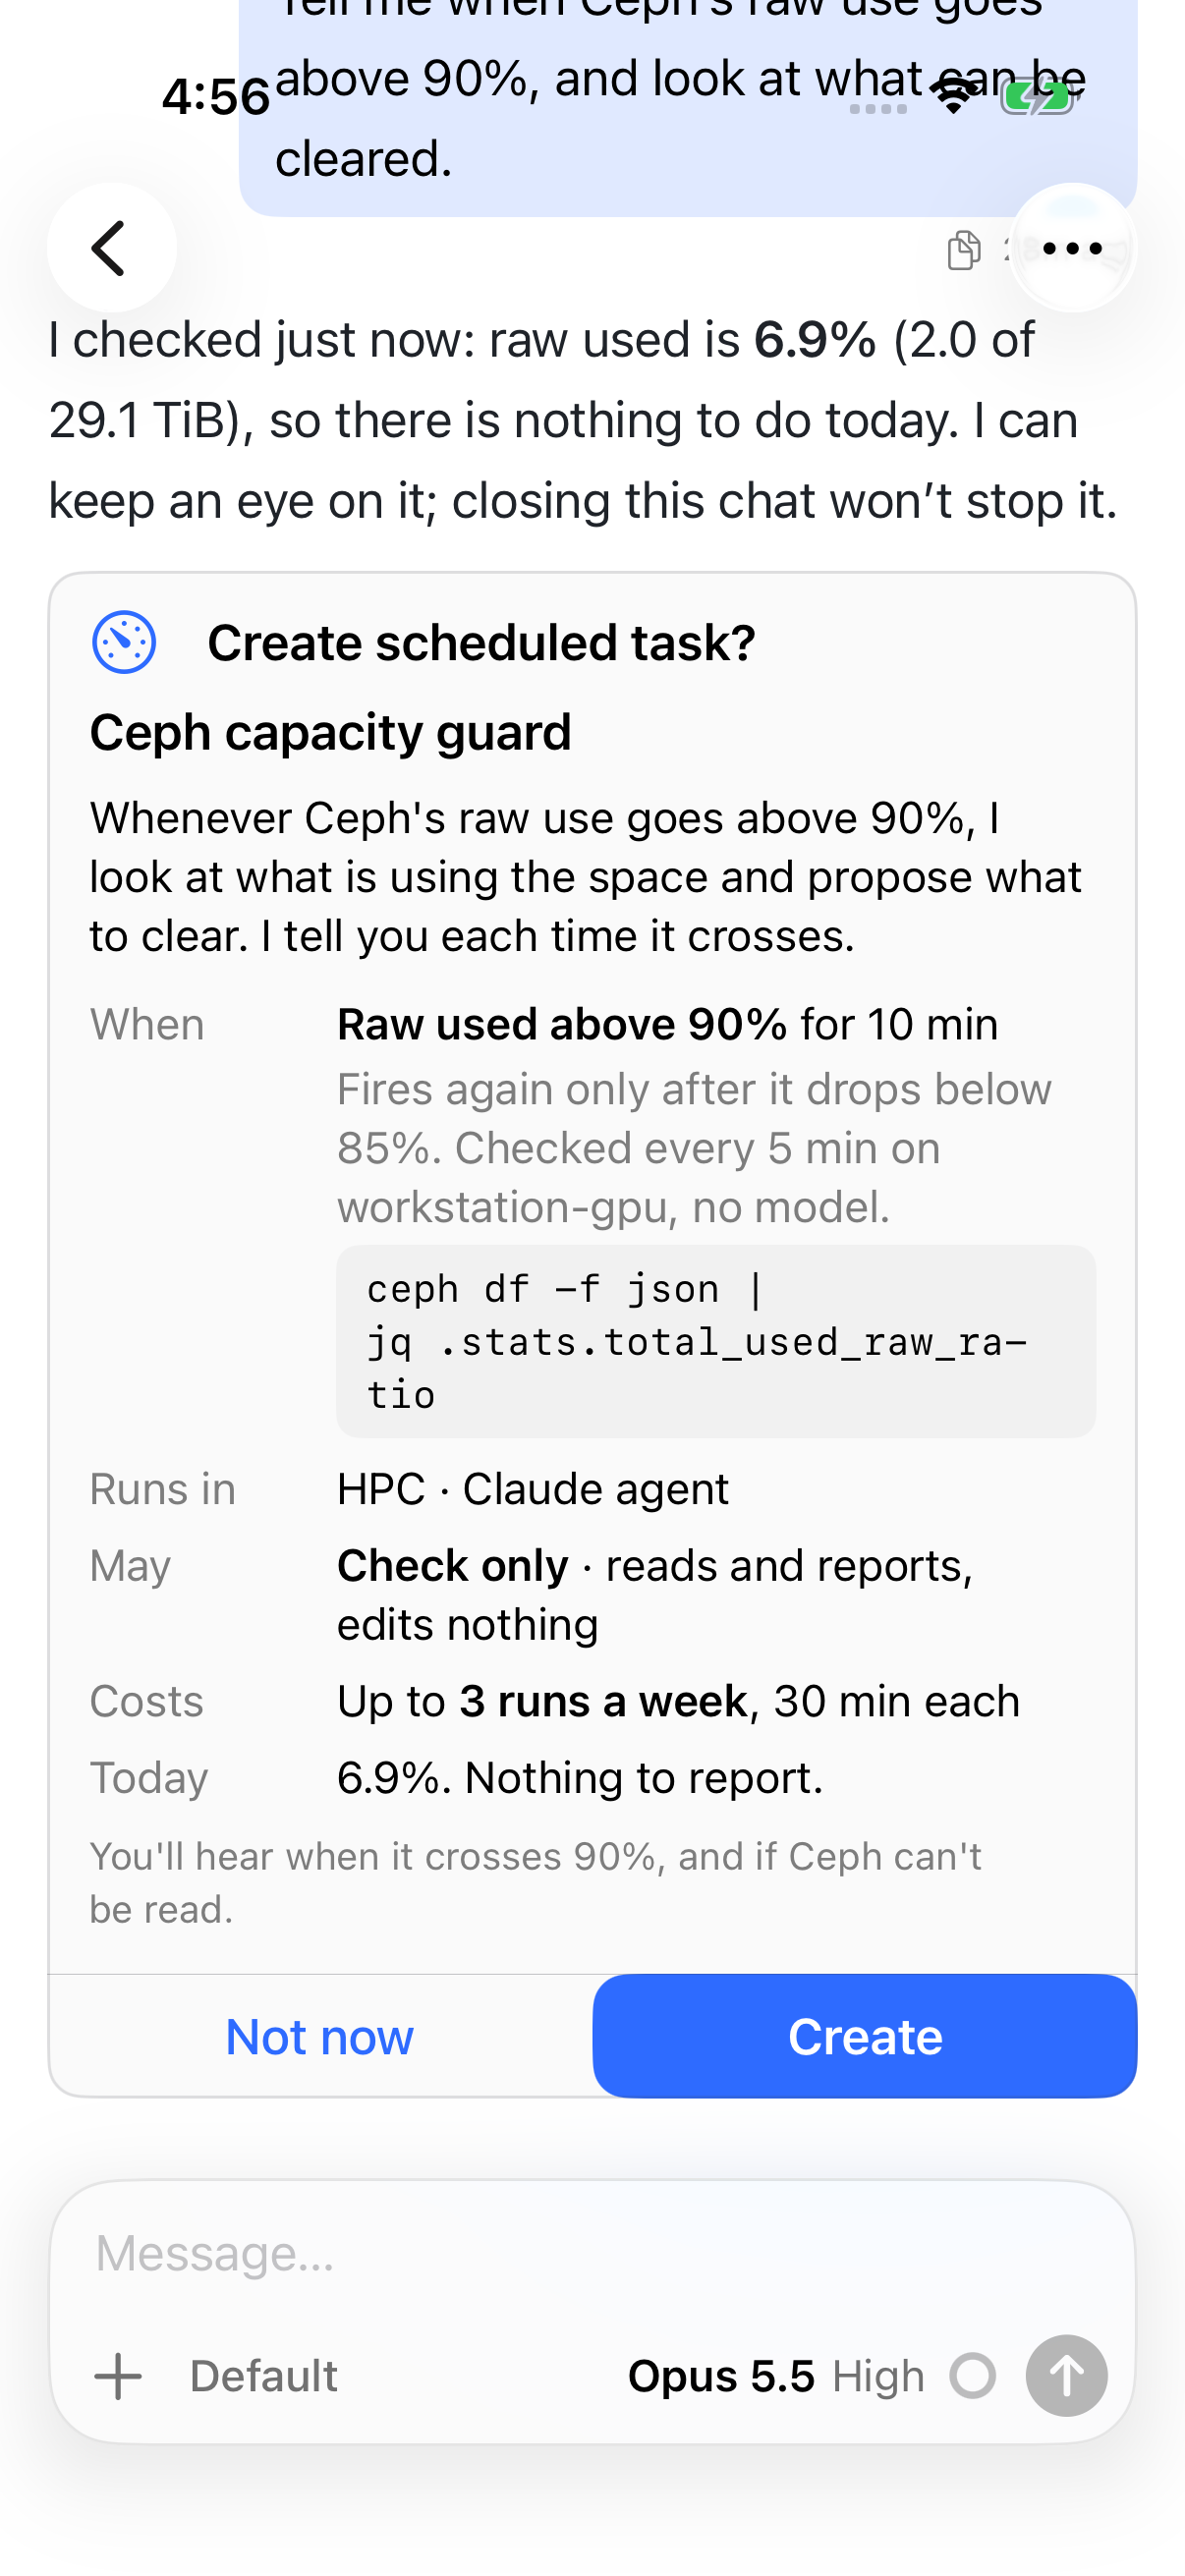 Tell me when Ceph's raw use goes
above 90%, and look at what can be
cleared.
4:56
I checked just now: raw used is 6.9% (2.0 of
29.1 TiB), so there is nothing to do today. I can
keep an eye on it; closing this chat won’t stop it.
Create scheduled task?
Ceph capacity guard
Whenever Ceph's raw use goes above 90%, I
look at what is using the space and propose what
to clear. I tell you each time it crosses.
When
Raw used above 90% for 10 min
Fires again only after it drops below
85%. Checked every 5 min on
workstation-gpu, no model.
ceph df -f json |
jq .stats.total_used_raw_ra-
tio
Runs in
HPC · Claude agent
May
Check only · reads and reports,
edits nothing
Costs
Up to 3 runs a week, 30 min each
Today
6.9%. Nothing to report.
You'll hear when it crosses 90%, and if Ceph can't
be read.
Not now
Create
Message...
Default
Opus 5.5 High